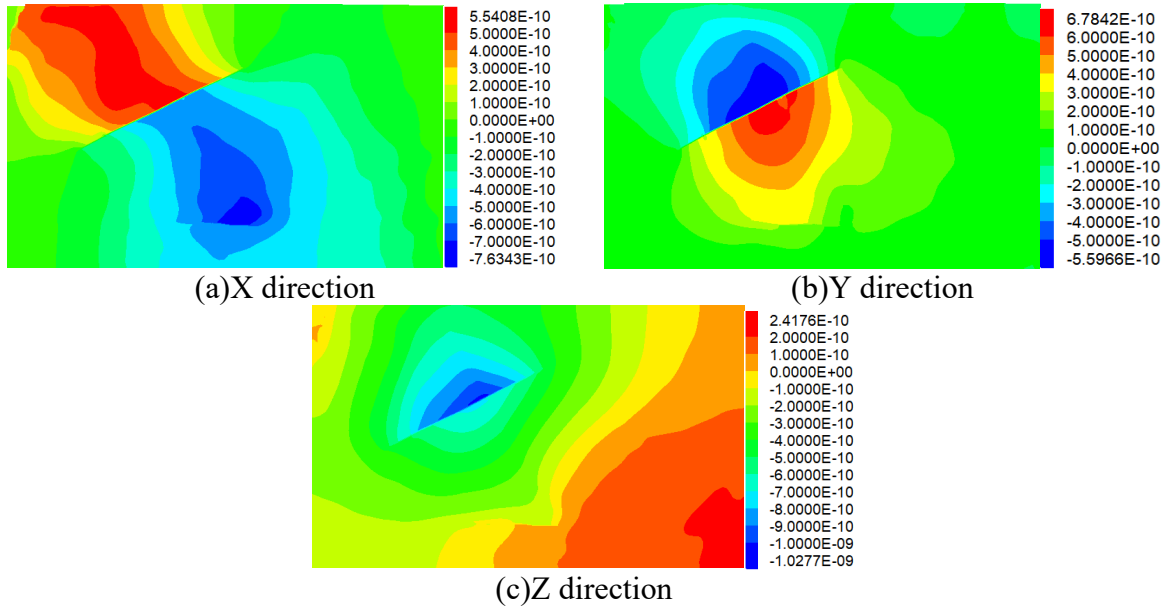 5.5408E-10
5.0000E-10
4.0000E-10
3.0000E-10
2.0000E-10
1.0000E-10
0.0000E+00
-1.0000E-10
-2.0000E-10
-3.0000E-10
-4.0000E-10
-5.0000E-10
-6.0000E-10
-7.0000E-10
-7.6343E-10
(a)X direction
6.7842E-10
6.0000E-10
5.0000E-10
4.0000E-10
3.0000E-10
2.0000E-10
1.0000E-10
0.0000E+00
-1.0000E-10
-2.0000E-10
-3.0000E-10
-4.0000E-10
-5.0000E-10
-5.5966E-10
(b)Y direction
2.4176E-10
2.0000E-10
1.0000E-10
0.0000E+00
-1.0000E-10
-2.0000E-10
-3.0000E-10
-4.0000E-10
-5.0000E-10
-6.0000E-10
-7.0000E-10
-8.0000E-10
-9.0000E-10
-1.0000E-09
-1.0277E-09
(c)Z direction